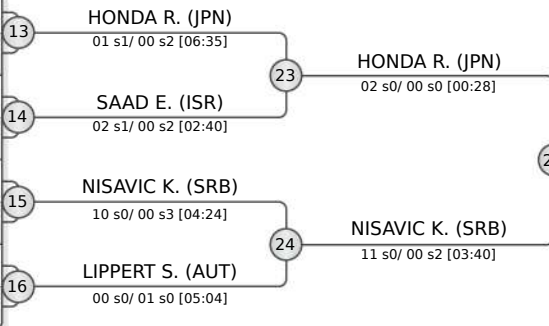 13
HONDA R. (JPN)
01 s1/ 00 s2 [06:35]
23
HONDA R. (JPN)
02 s0/ 00 s0 [00:28]
14
SAAD E. (ISR)
02 s1/ 00 s2 [02:40]
15
NISAVIC K. (SRB)
10 s0/ 00 s3 [04:24]
24
NISAVIC K. (SRB)
11 s0/ 00 s2 [03:40]
16
LIPPERT S. (AUT)
00 s0/ 01 s0 [05:04]